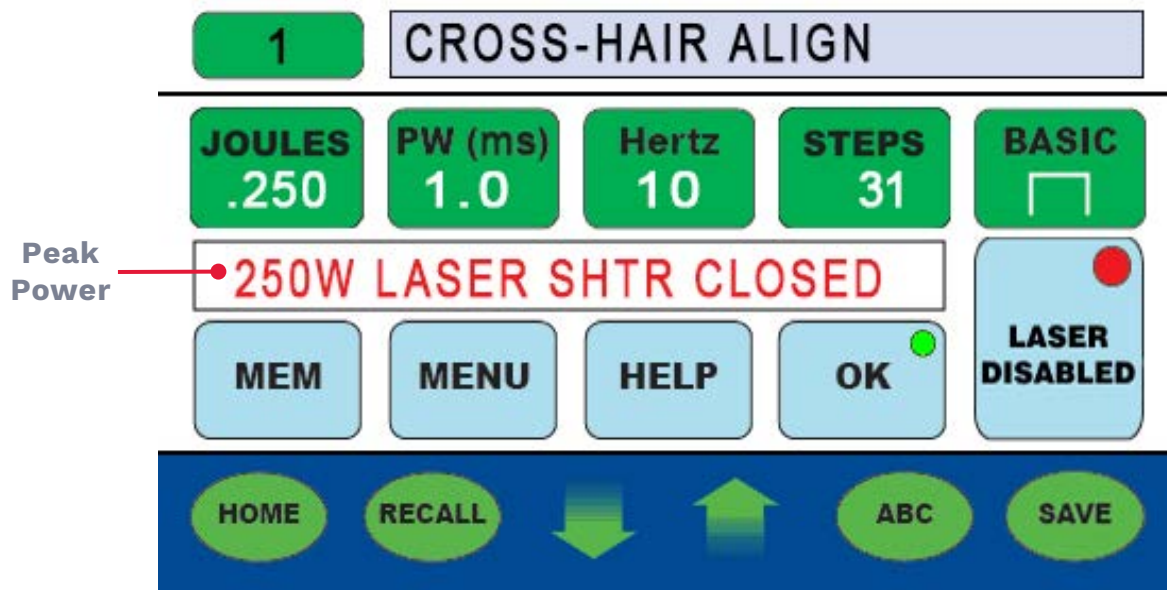 1 CROSS-HAIR ALIGN
JOULES PW (ms) Hertz STEPS BASIC
.250 1.0 10 31
Peak
Power
250W LASER SHTR CLOSED
LASER
DISABLED
MEM MENU HELP OK
HOME RECALL ABC SAVE